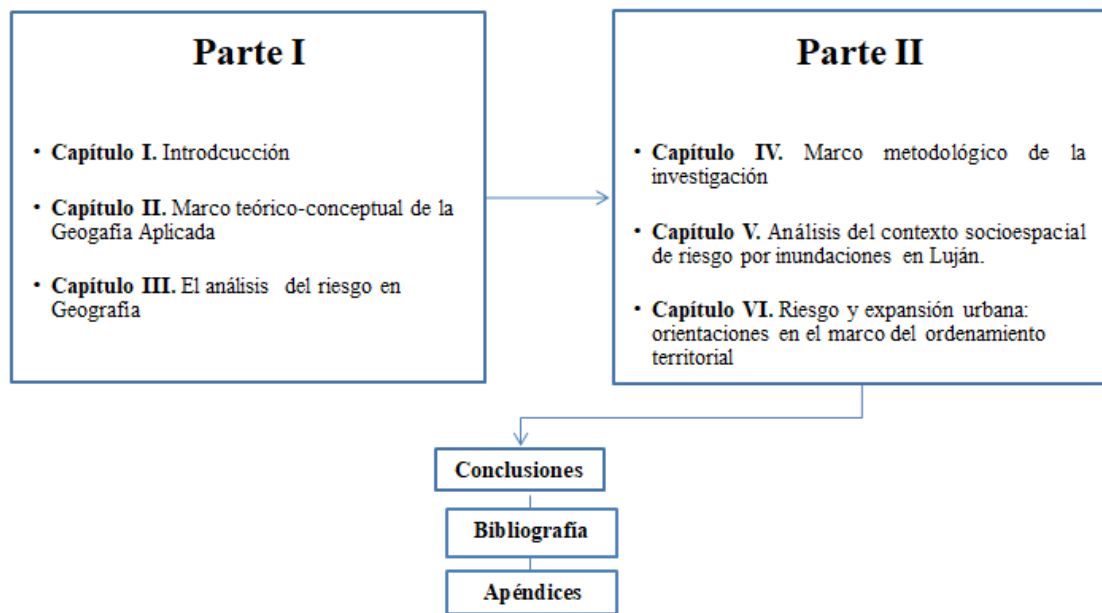 Parte I
• Capítulo I. Introdcucción
• Capítulo II. Marco teórico-conceptual de la
Geogafía Aplicada
• Capítulo III. El análisis del riesgo en
Geografía
Parte II
• Capítulo IV. Marco metodológico de la
investigación
• Capítulo V. Análisis del contexto socioespacial
de riesgo por inundaciones en Luján.
• Capítulo VI. Riesgo y expansión urbana:
orientaciones en el marco del ordenamiento
territorial
Conclusiones
Bibliografía
Apéndices